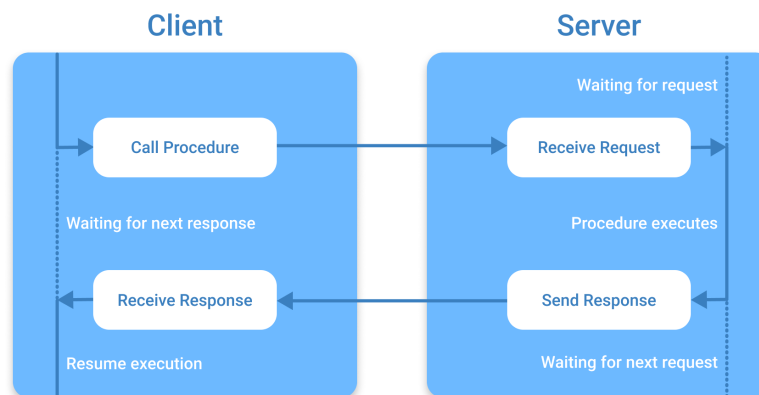 Client
Server
Waiting for request
Call Procedure
Receive Request
Waiting for next response
Procedure executes
Receive Response
Send Response
Resume execution
Waiting for next request